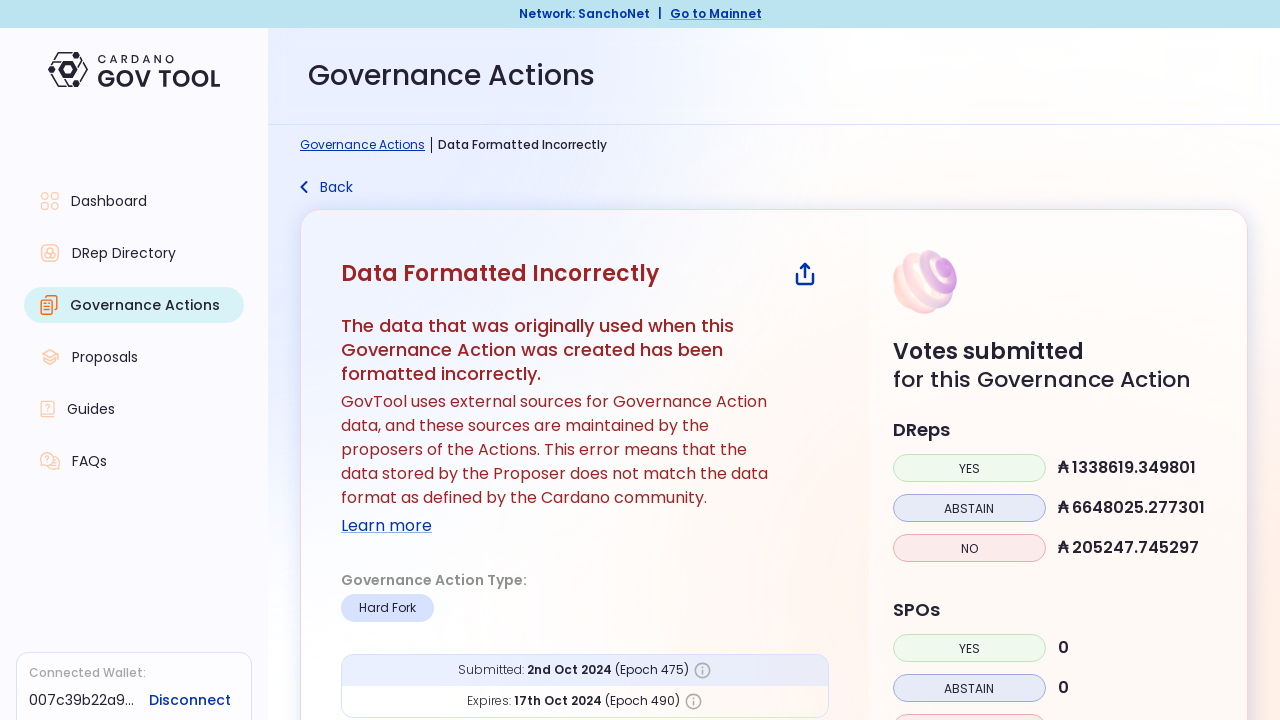 Network: SanchoNet | Go to Mainnet
CARDANO
GOV TOOL
Governance Actions
Governance Actions | Data Formatted Incorrectly
Back
Dashboard
DRep Directory
Governance Actions
Proposals
Guides
FAQs
Connected Wallet:
007c39b22a9... Disconnect
Data Formatted Incorrectly
The data that was originally used when this
Governance Action was created has been
formatted incorrectly.
GovTool uses external sources for Governance Action
data, and these sources are maintained by the
proposers of the Actions. This error means that the
data stored by the Proposer does not match the data
format as defined by the Cardano community.
Learn more
Governance Action Type:
Hard Fork
Submitted: 2nd Oct 2024 (Epoch 475)
Expires: 17th Oct 2024 (Epoch 490)
Votes submitted
for this Governance Action
DReps
YES ₳ 1338619.349801
ABSTAIN ₳ 6648025.277301
NO ₳ 205247.745297
SPOs
YES 0
ABSTAIN 0